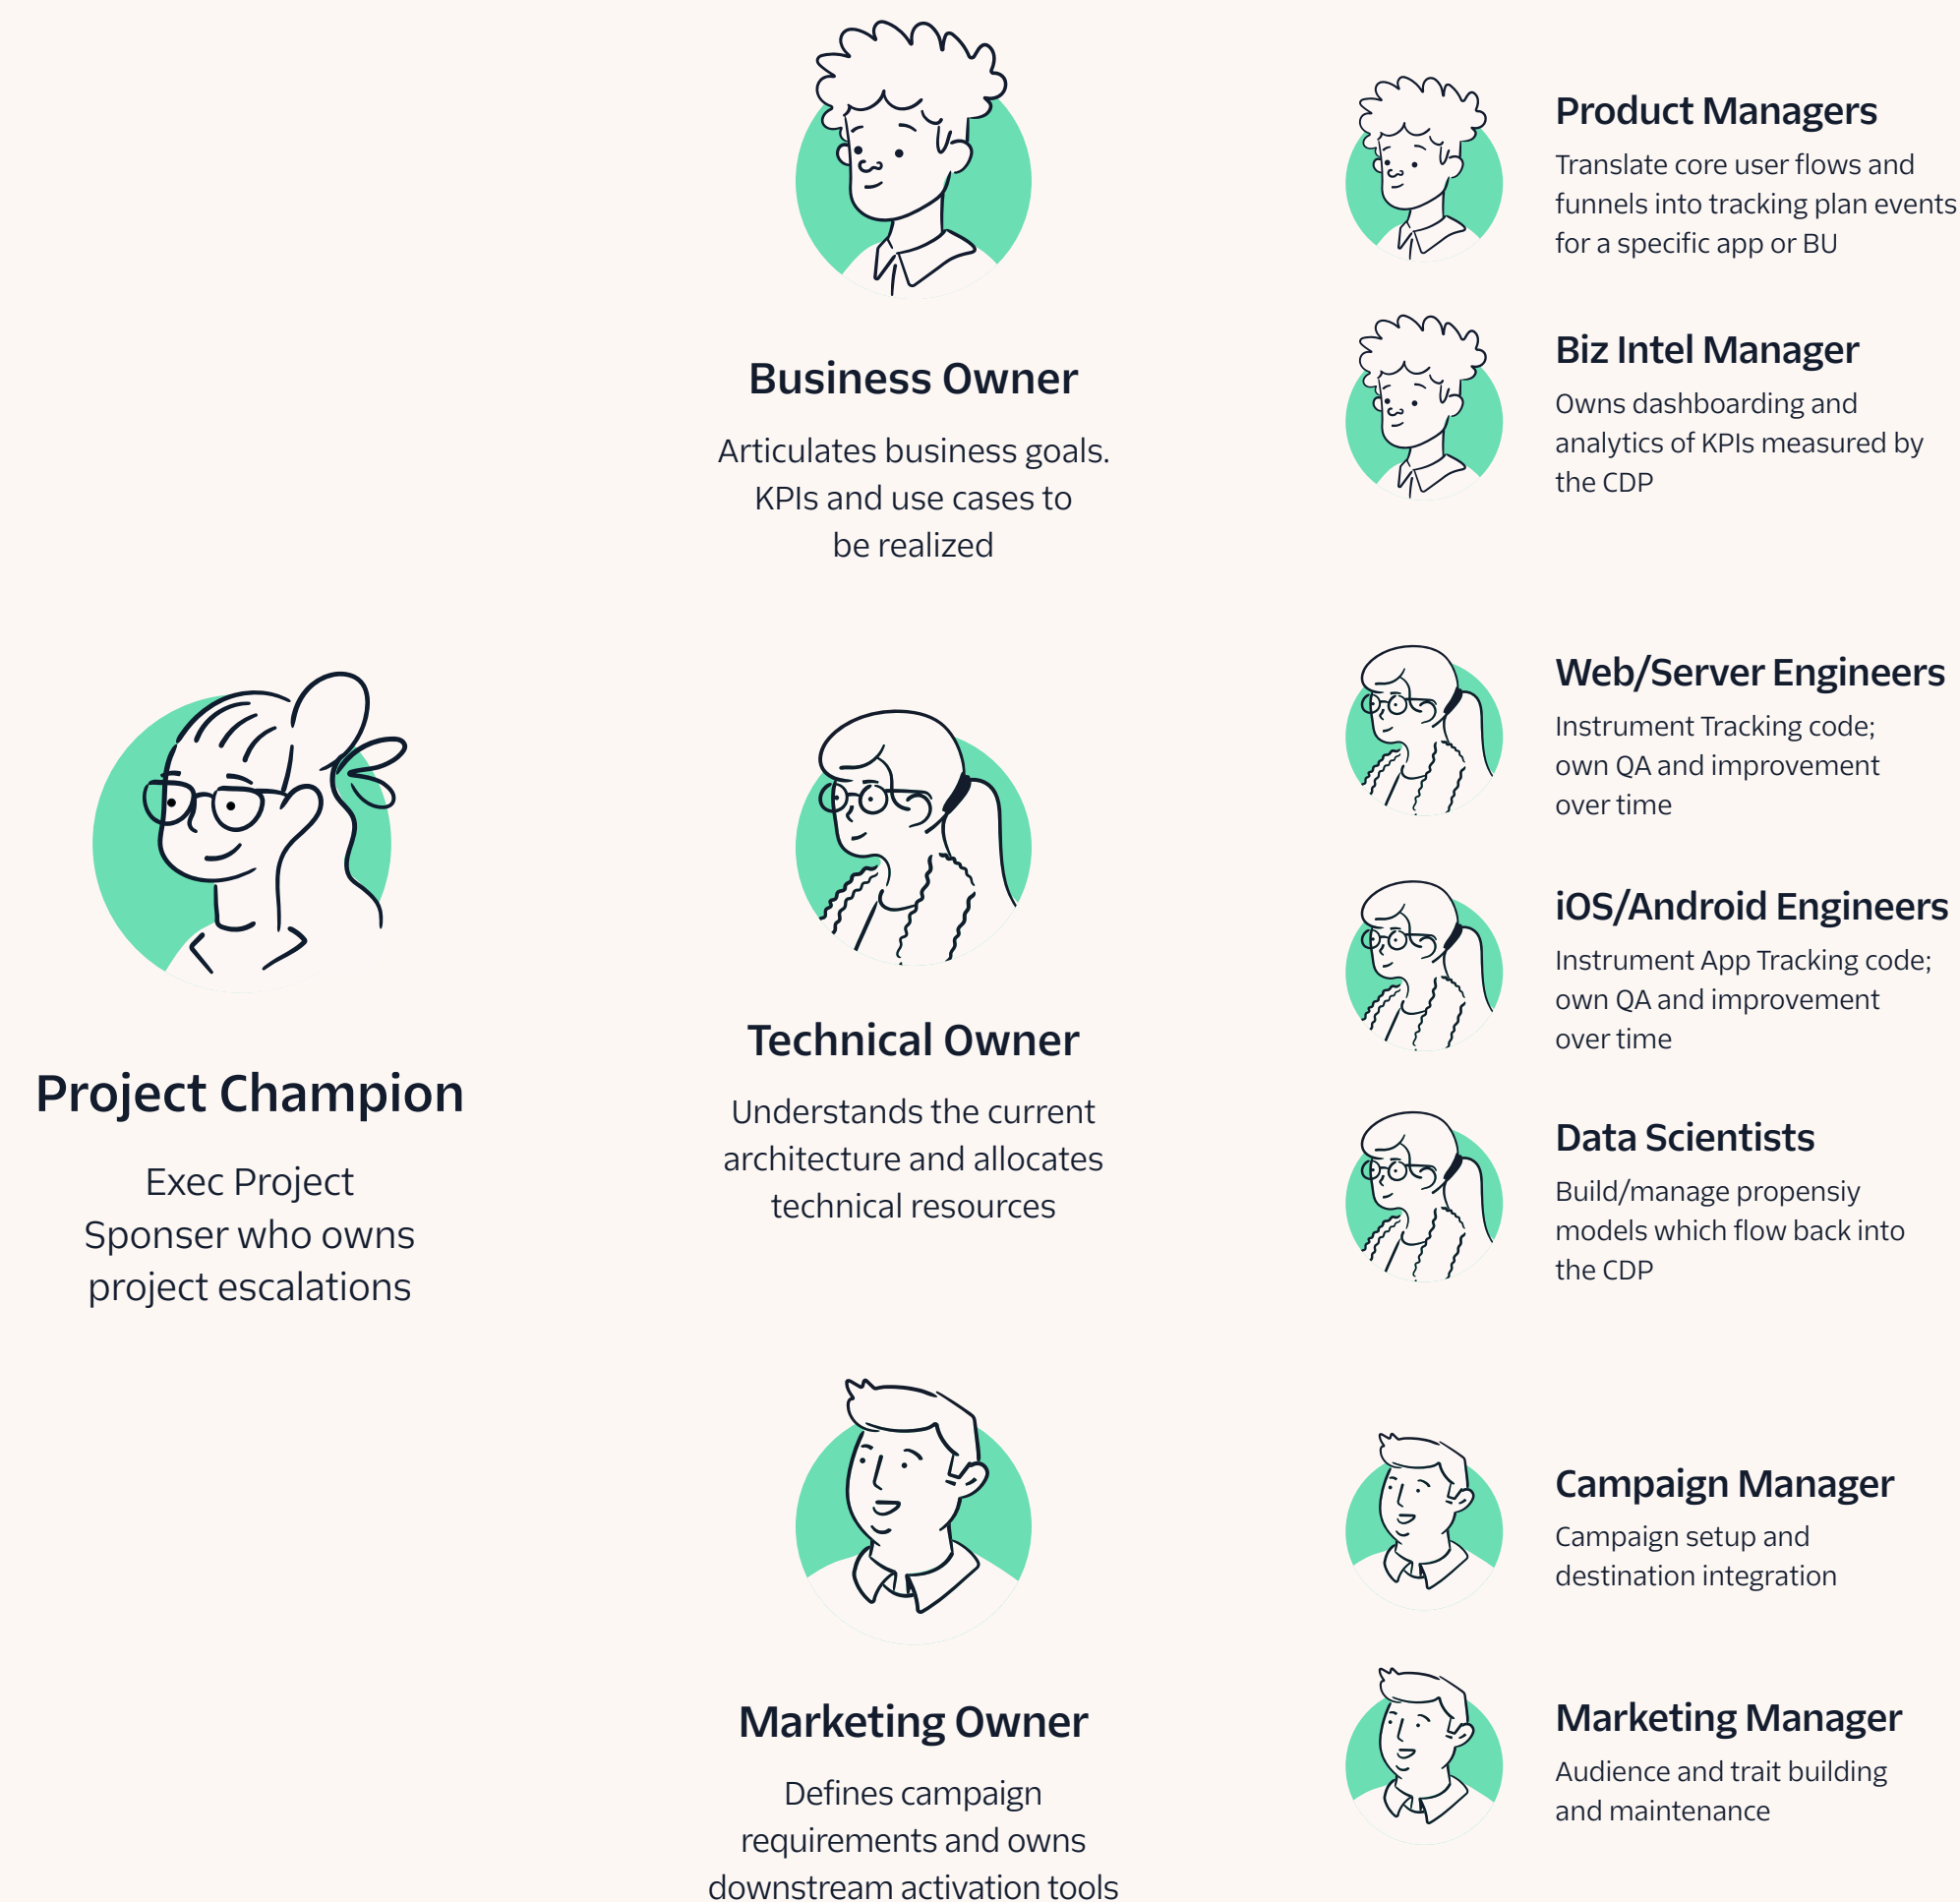 Project Champion
Exec Project
Sponser who owns
project escalations
Business Owner
Articulates business goals.
KPIs and use cases to
be realized
Technical Owner
Understands the current
architecture and allocates
technical resources
Marketing Owner
Defines campaign
requirements and owns
downstream activation tools
Product Managers
Translate core user flows and
funnels into tracking plan events
for a specific app or BU
Biz Intel Manager
Owns dashboarding and
analytics of KPIs measured by
the CDP
Web/Server Engineers
Instrument Tracking code;
own QA and improvement
over time
iOS/Android Engineers
Instrument App Tracking code;
own QA and improvement
over time
Data Scientists
Build/manage propensiy
models which flow back into
the CDP
Campaign Manager
Campaign setup and
destination integration
Marketing Manager
Audience and trait building
and maintenance